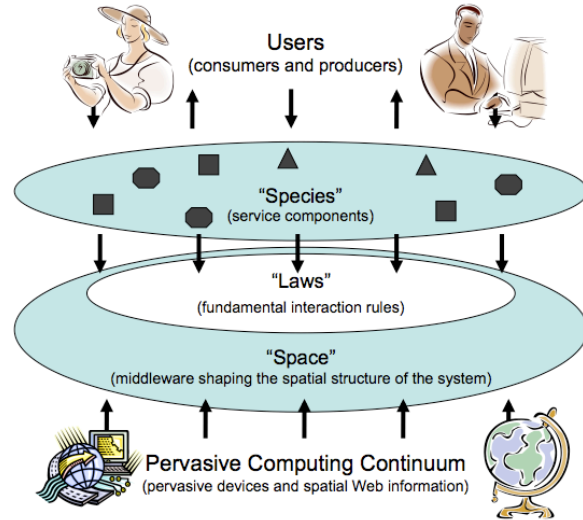 Users
(consumers and producers)
“Species”
(service components)
“Laws”
(fundamental interaction rules)
“Space”
(middleware shaping the spatial structure of the system)
Pervasive Computing Continuum
(pervasive devices and spatial Web information)